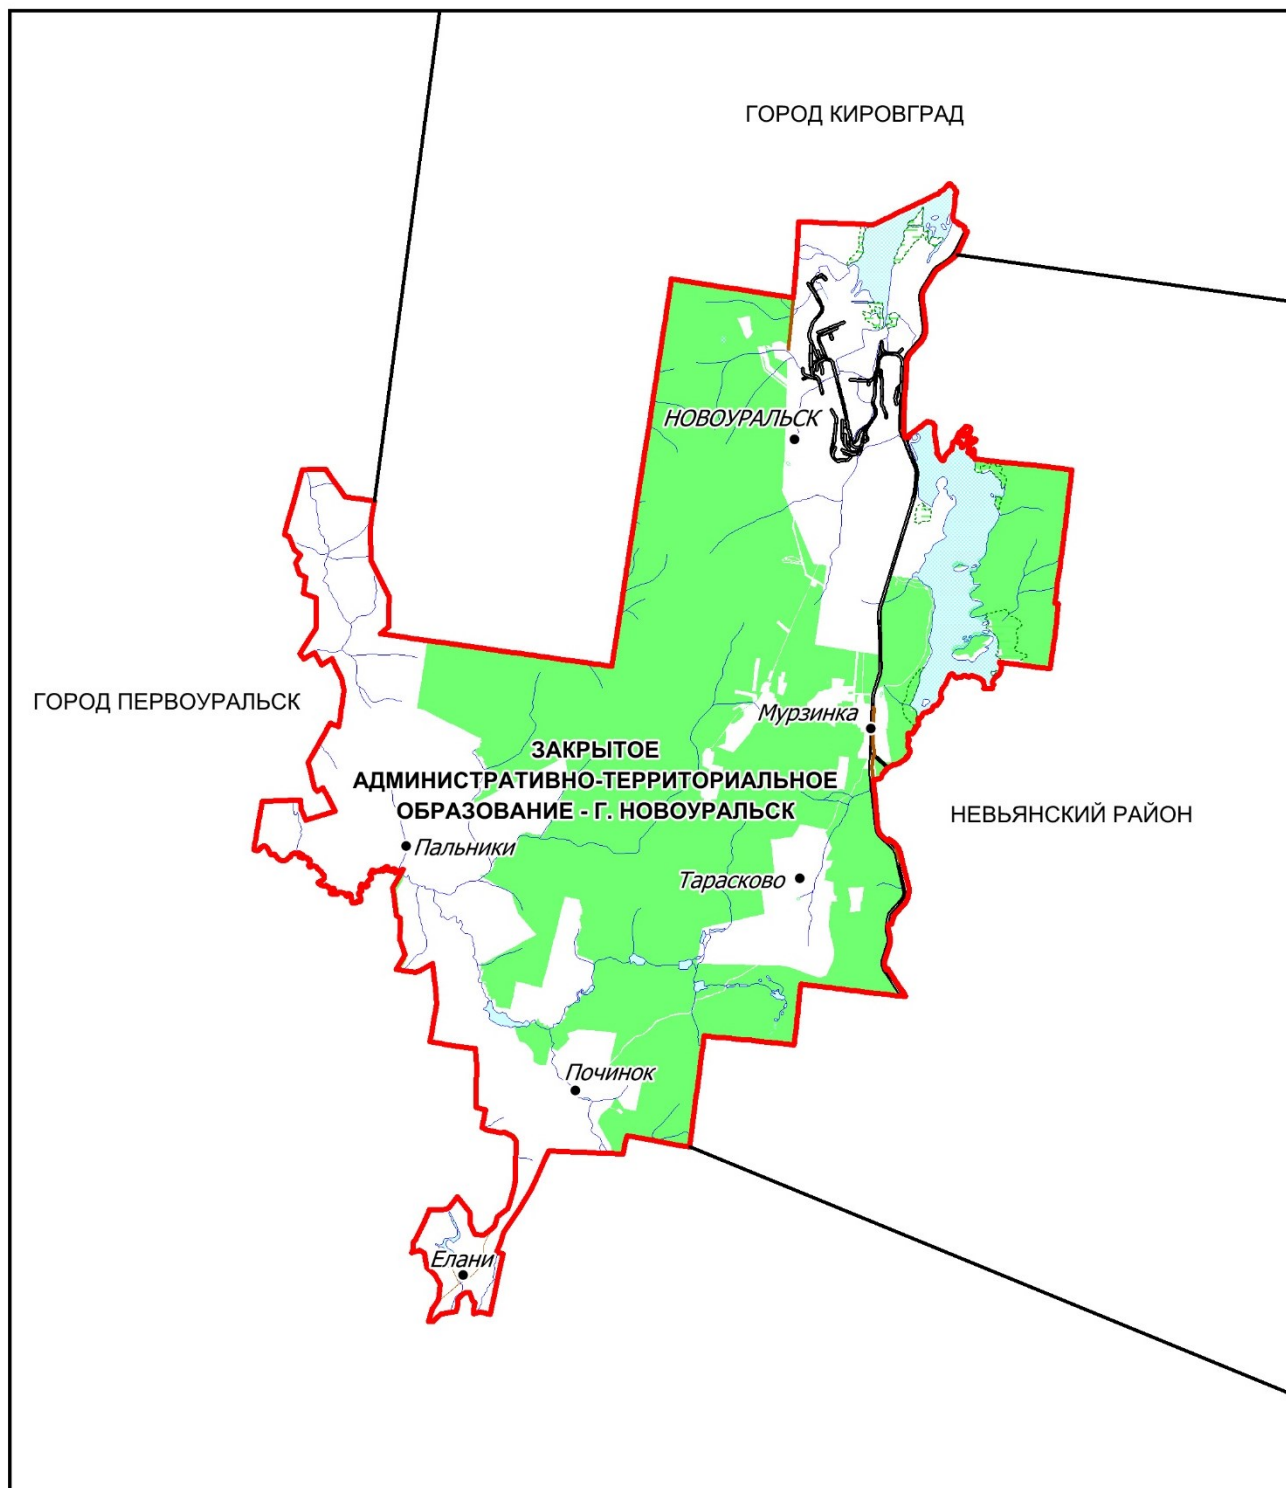 ГОРОД КИРОВГРАД
НОВОУРАЛЬСК
ГОРОД ПЕРВОУРАЛЬСК
Мурзинка
ЗАКРЫТОЕ
АДМИНИСТРАТИВНО-ТЕРРИТОРИАЛЬНОЕ
ОБРАЗОВАНИЕ - Г. НОВОУРАЛЬСК
НЕВЬЯНСКИЙ РАЙОН
Пальники
Тарасково
Починок
Елани